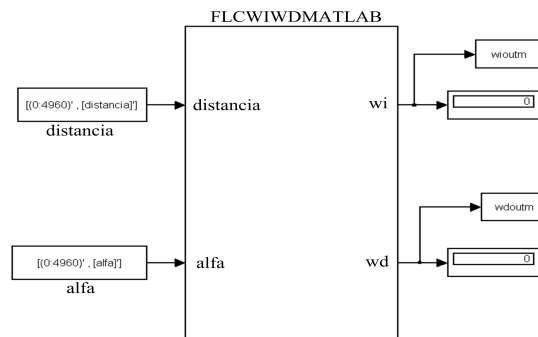 FLCWIWDMATLAB
wioutm
[(0:4960)' , [distancia]']
distancia
distancia
wi
0
wdoutm
[(0:4960)' , [alfa]']
alfa
alfa
wd
0